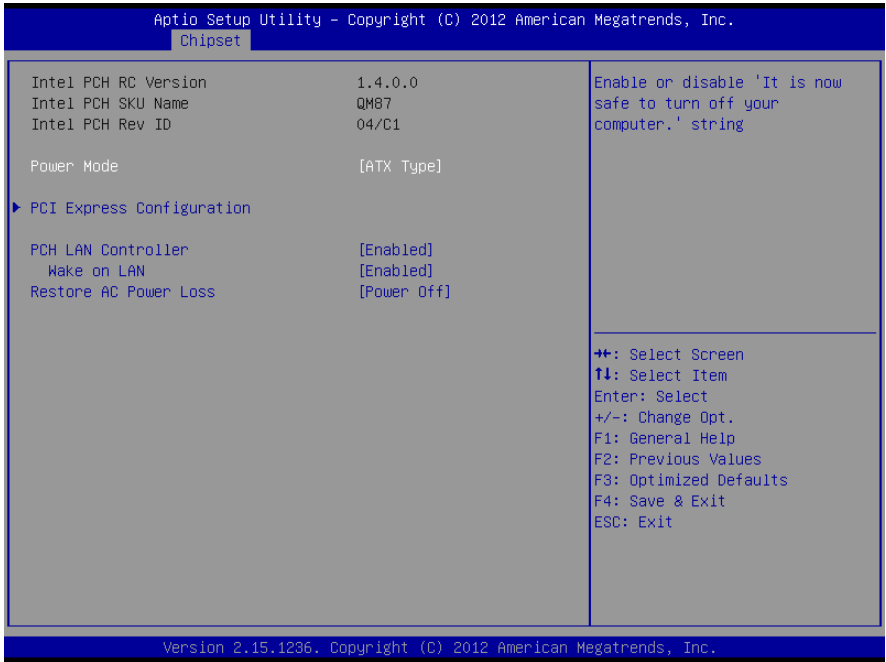 Aptio Setup Utility – Copyright (C) 2012 American Megatrends, Inc.
Chipset
Intel PCH RC Version 1.4.0.0
Intel PCH SKU Name QM87
Intel PCH Rev ID 04/C1
Power Mode [ATX Type]
PCI Express Configuration
PCH LAN Controller [Enabled]
Wake on LAN [Enabled]
Restore AC Power Loss [Power Off]
Enable or disable 'It is now
safe to turn off your
computer.' string
→←: Select Screen
↑↓: Select Item
Enter: Select
+/-: Change Opt.
F1: General Help
F2: Previous Values
F3: Optimized Defaults
F4: Save & Exit
ESC: Exit
Version 2.15.1236. Copyright (C) 2012 American Megatrends, Inc.